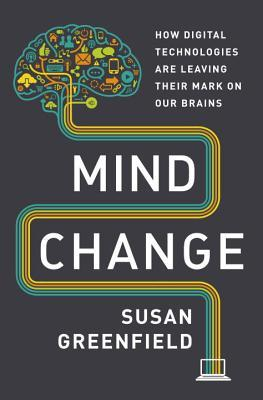 HOW DIGITAL
TECHNOLOGIES
ARE LEAVING
THEIR MARK ON
OUR BRAINS
MIND
CHANGE
SUSAN
GREENFIELD